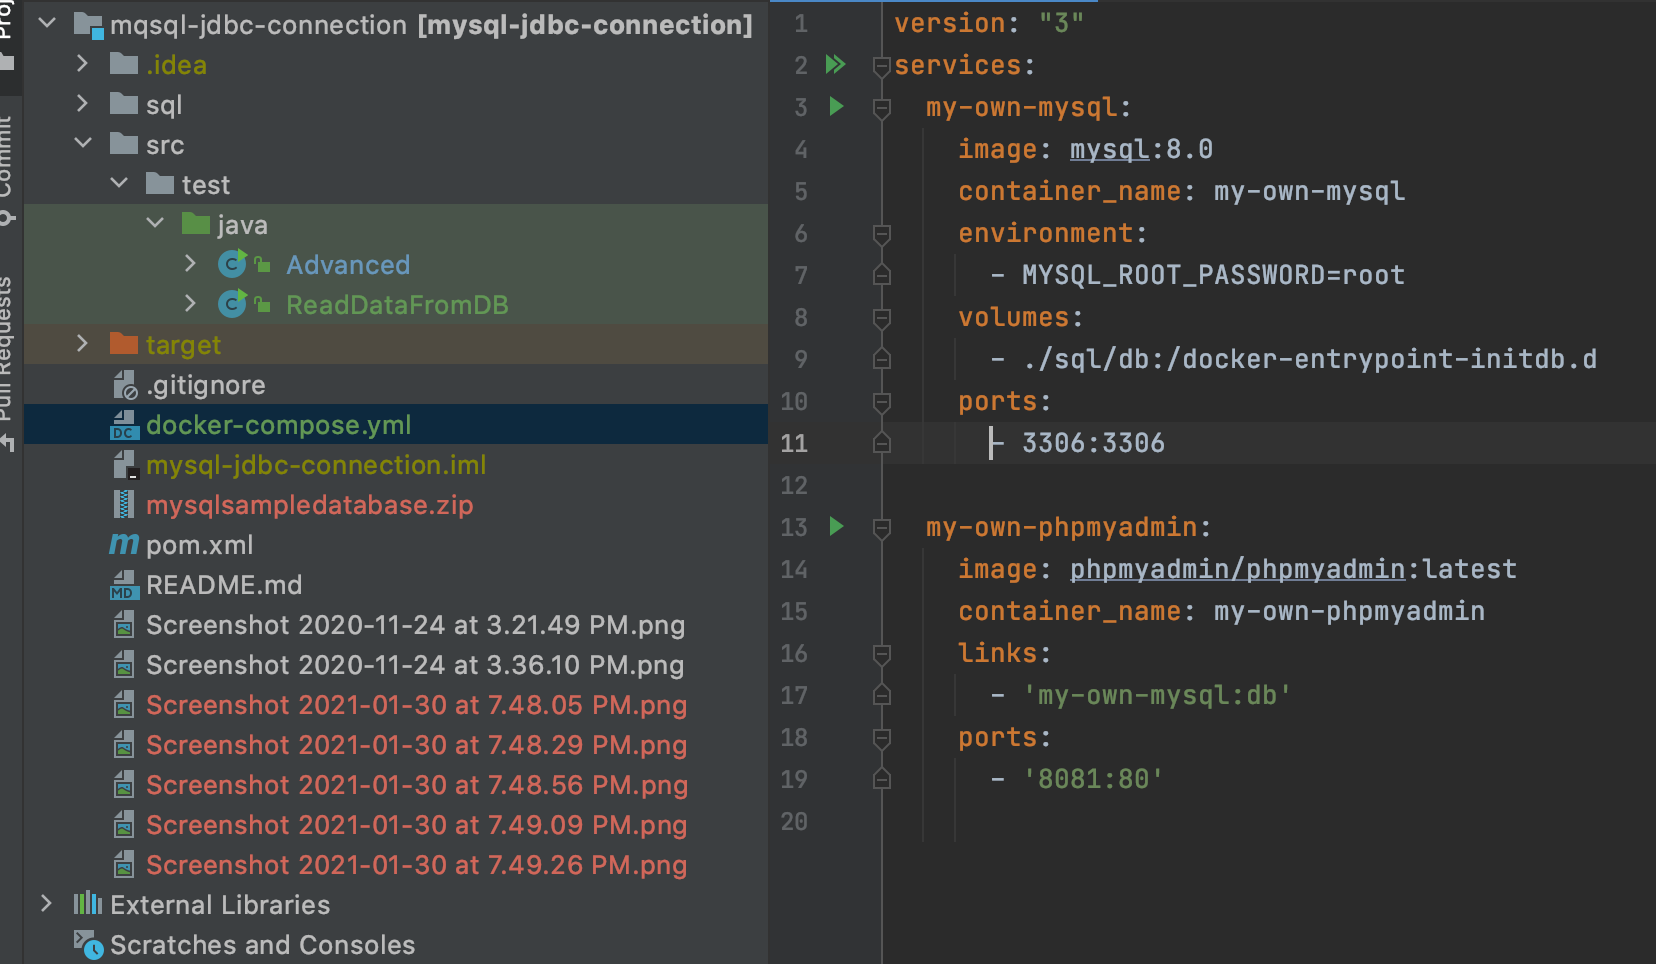 Proj
Commit
Pull Requests
mqsql-jdbc-connection [mysql-jdbc-connection]
.idea
sql
src
test
java
Advanced
ReadDataFromDB
target
.gitignore
docker-compose.yml
mysql-jdbc-connection.iml
mysqlsampledatabase.zip
pom.xml
README.md
Screenshot 2020-11-24 at 3.21.49 PM.png
Screenshot 2020-11-24 at 3.36.10 PM.png
Screenshot 2021-01-30 at 7.48.05 PM.png
Screenshot 2021-01-30 at 7.48.29 PM.png
Screenshot 2021-01-30 at 7.48.56 PM.png
Screenshot 2021-01-30 at 7.49.09 PM.png
Screenshot 2021-01-30 at 7.49.26 PM.png
External Libraries
Scratches and Consoles
1 version: "3"
2 services:
3   my-own-mysql:
4     image: mysql:8.0
5     container_name: my-own-mysql
6     environment:
7       - MYSQL_ROOT_PASSWORD=root
8     volumes:
9       - ./sql/db:/docker-entrypoint-initdb.d
10     ports:
11       - 3306:3306
12
13   my-own-phpmyadmin:
14     image: phpmyadmin/phpmyadmin:latest
15     container_name: my-own-phpmyadmin
16     links:
17       - 'my-own-mysql:db'
18     ports:
19       - '8081:80'
20